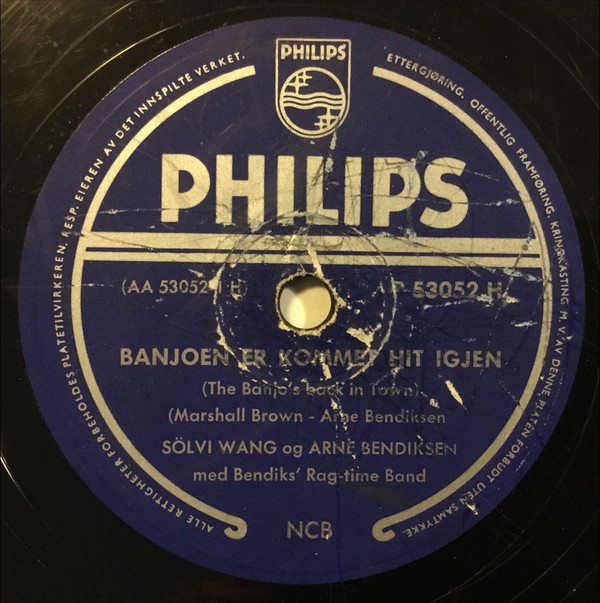 ALLE RETTIGHETER FORBEHOLDES PLATETILVIRKEREN, RESP. EIEREN AV DET INNSPILTE VERKET.
ETTERGJØRING, OFFENTLIG FRAMFØRING, KRINGKASTING M. V. AV DENNE PLATEN FORBUDT UTEN SAMTYKKE.
PHILIPS
PHILIPS
(AA 53052 1 H) P 53052 H
BANJOEN ER KOMMET HIT IGJEN
(The Banjo's back in Town)
(Marshall Brown - Arne Bendiksen
SÖLVI WANG og ARNE BENDIKSEN
med Bendiks' Rag-time Band
NCB